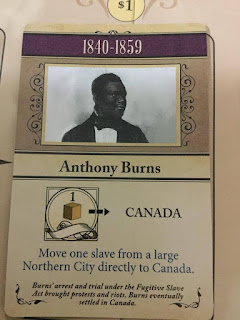 $1
1840-1859
Anthony Burns
1
CANADA
Move one slave from a large
Northern City directly to Canada.
Burns' arrest and trial under the Fugitive Slave
Act brought protests and riots. Burns eventually
settled in Canada.